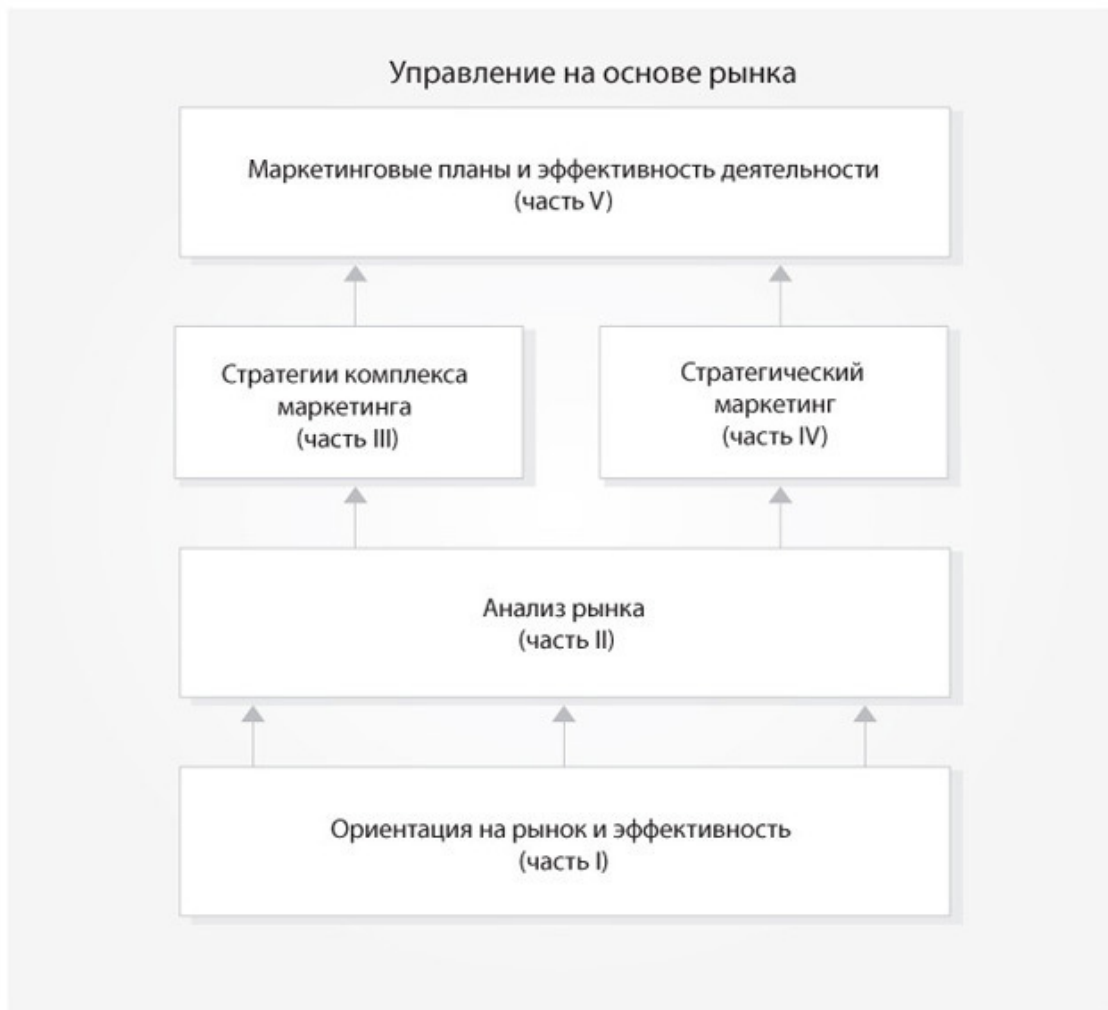 Управление на основе рынка
Маркетинговые планы и эффективность деятельности
(часть V)
Стратегии комплекса
маркетинга
(часть III)
Стратегический
маркетинг
(часть IV)
Анализ рынка
(часть II)
Ориентация на рынок и эффективность
(часть I)